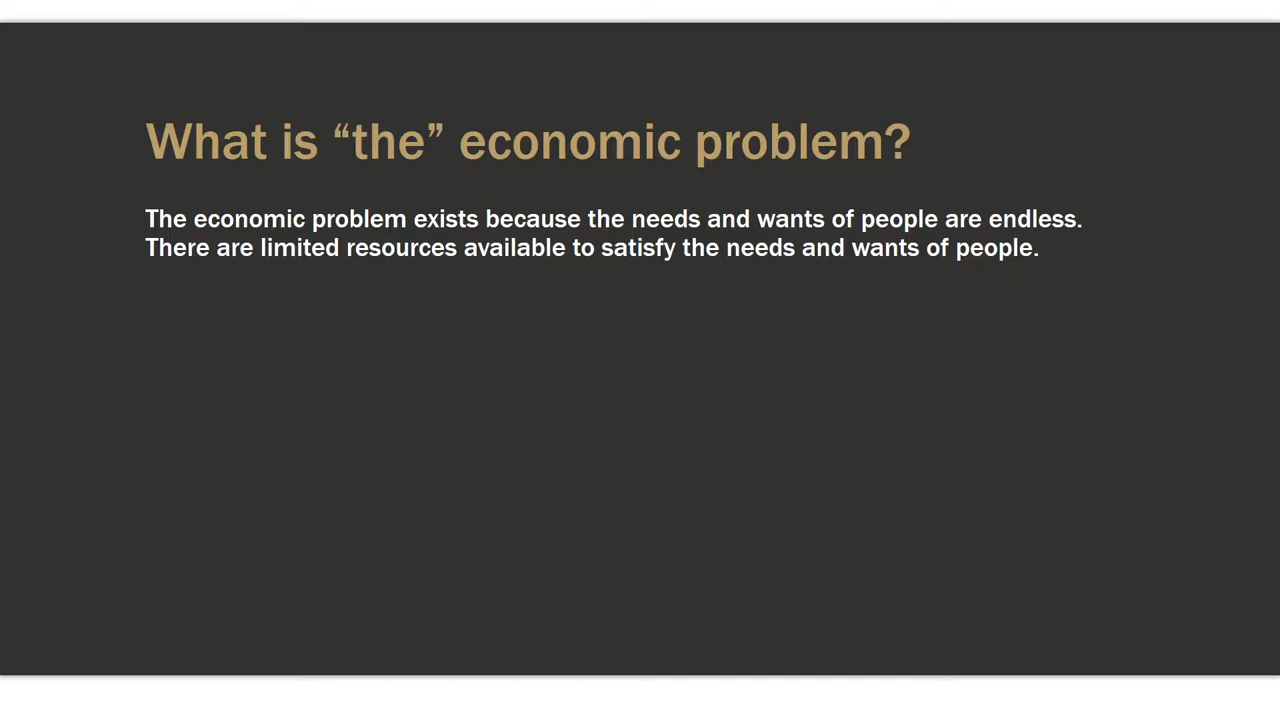 What is “the” economic problem?
The economic problem exists because the needs and wants of people are endless.
There are limited resources available to satisfy the needs and wants of people.